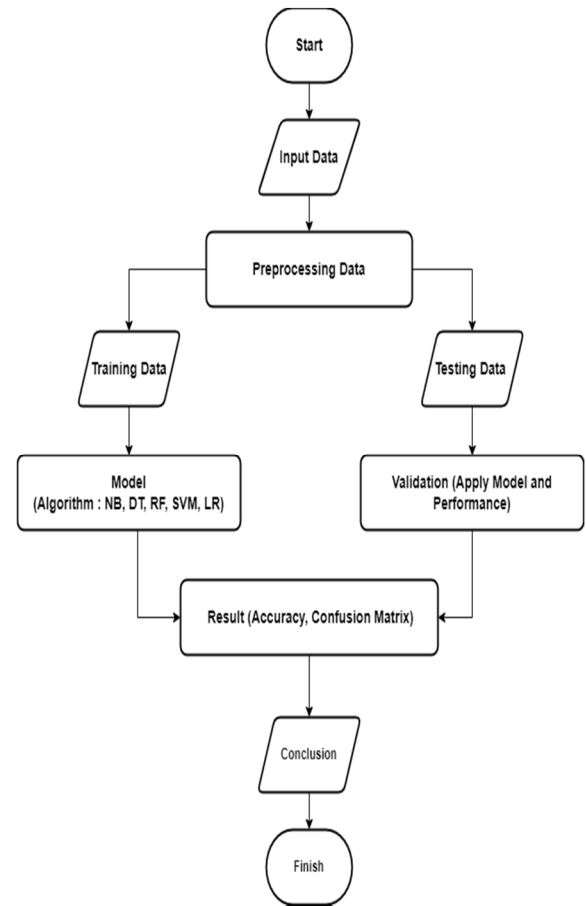 Start
Input Data
Preprocessing Data
Training Data
Testing Data
Model
(Algorithm : NB, DT, RF, SVM, LR)
Validation (Apply Model and
Performance)
Result (Accuracy, Confusion Matrix)
Conclusion
Finish